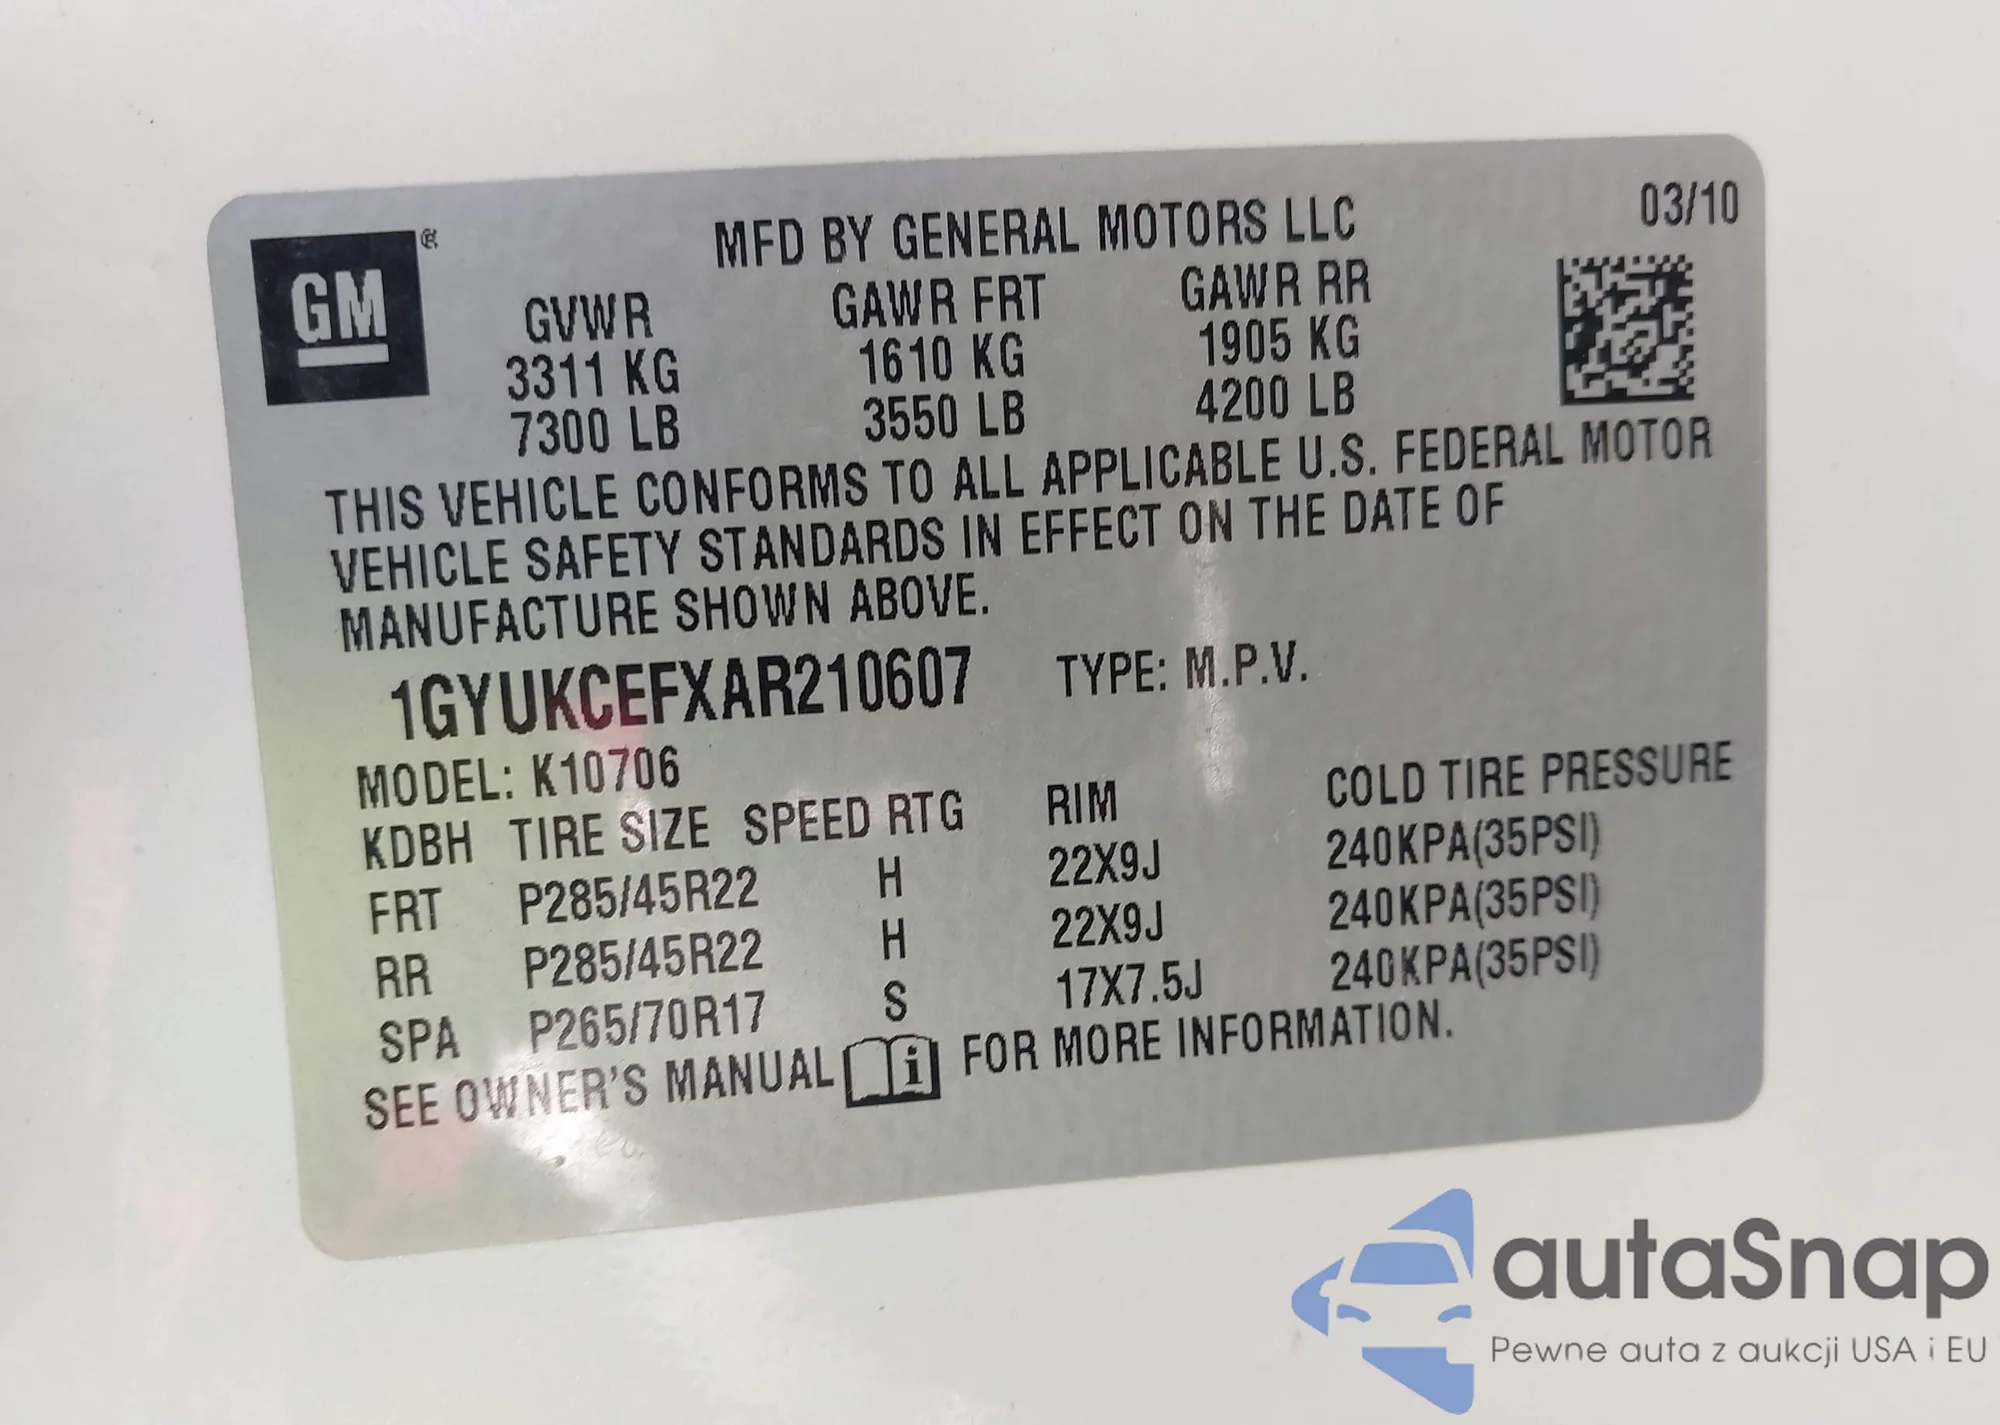 MFD BY GENERAL MOTORS LLC 03/10
GM ®
GVWR GAWR FRT GAWR RR
3311 KG 1610 KG 1905 KG
7300 LB 3550 LB 4200 LB
THIS VEHICLE CONFORMS TO ALL APPLICABLE U.S. FEDERAL MOTOR
VEHICLE SAFETY STANDARDS IN EFFECT ON THE DATE OF
MANUFACTURE SHOWN ABOVE.
1GYUKCEFXAR210607 TYPE: M.P.V.
MODEL: K10706
KDBH TIRE SIZE SPEED RTG RIM COLD TIRE PRESSURE
FRT P285/45R22 H 22X9J 240KPA(35PSI)
RR P285/45R22 H 22X9J 240KPA(35PSI)
SPA P265/70R17 S 17X7.5J 240KPA(35PSI)
SEE OWNER'S MANUAL i FOR MORE INFORMATION.
autaSnap
Pewne auta z aukcji USA i EU